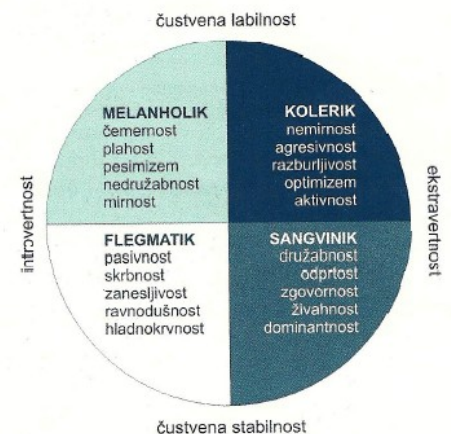 čustvena labilnost
MELANHOLIK
čemernost
plahost
pesimizem
nedružabnost
mirnost
KOLERIK
nemirnost
agresivnost
razburljivost
optimizem
aktivnost
introvertnost
ekstravertnost
FLEGMATIK
pasivnost
skrbnost
zanesljivost
ravnodušnost
hladnokrvnost
SANGVINIK
družabnost
odprtost
zgovornost
živahnost
dominantnost
čustvena stabilnost